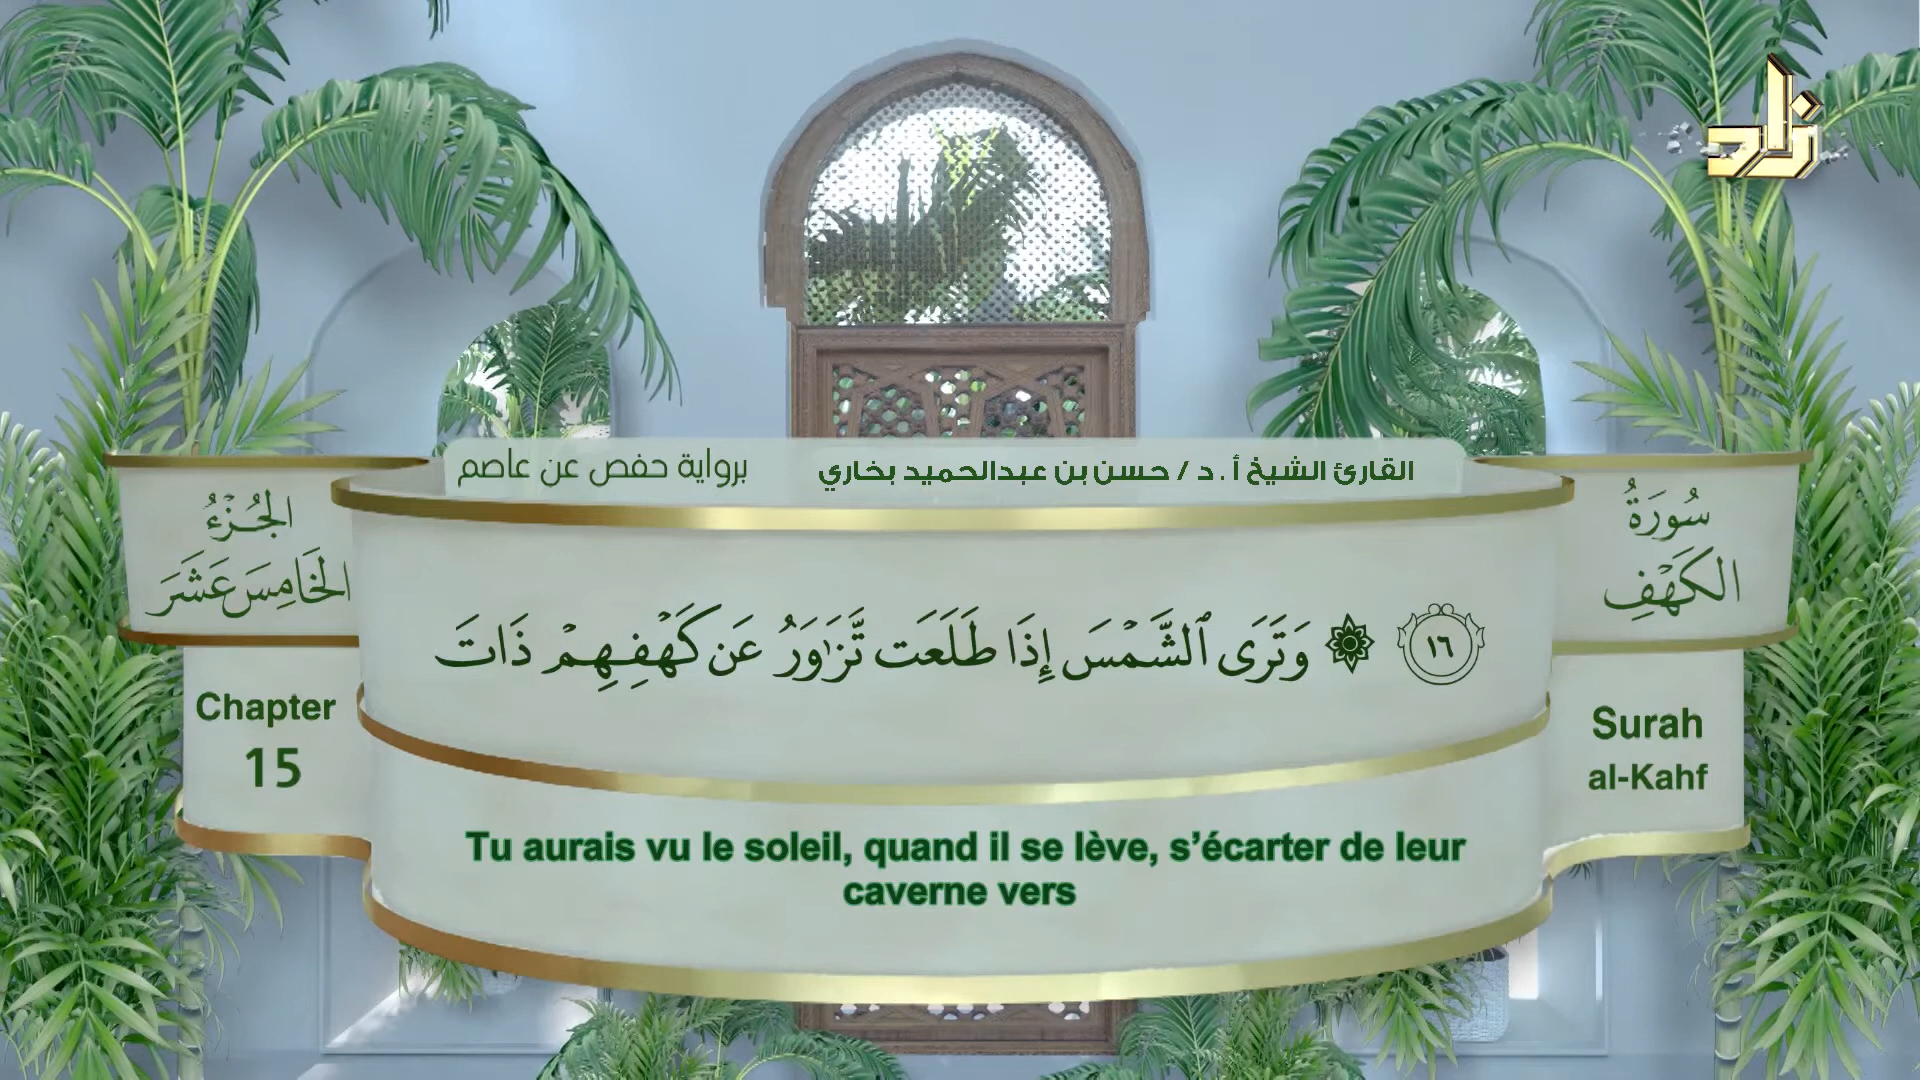 زاد
القارئ الشيخ أ . د / حسن بن عبدالحميد بخاري
برواية حفص عن عاصم
سُورَةُ
الكَهْفِ
الجُزْءُ
الخَامِسَ عَشَرَ
١٦ ۞ وَتَرَى ٱلشَّمْسَ إِذَا طَلَعَت تَّزَٰوَرُ عَن كَهْفِهِمْ ذَاتَ
Surah
al-Kahf
Chapter
15
Tu aurais vu le soleil, quand il se lève, s’écarter de leur
caverne vers